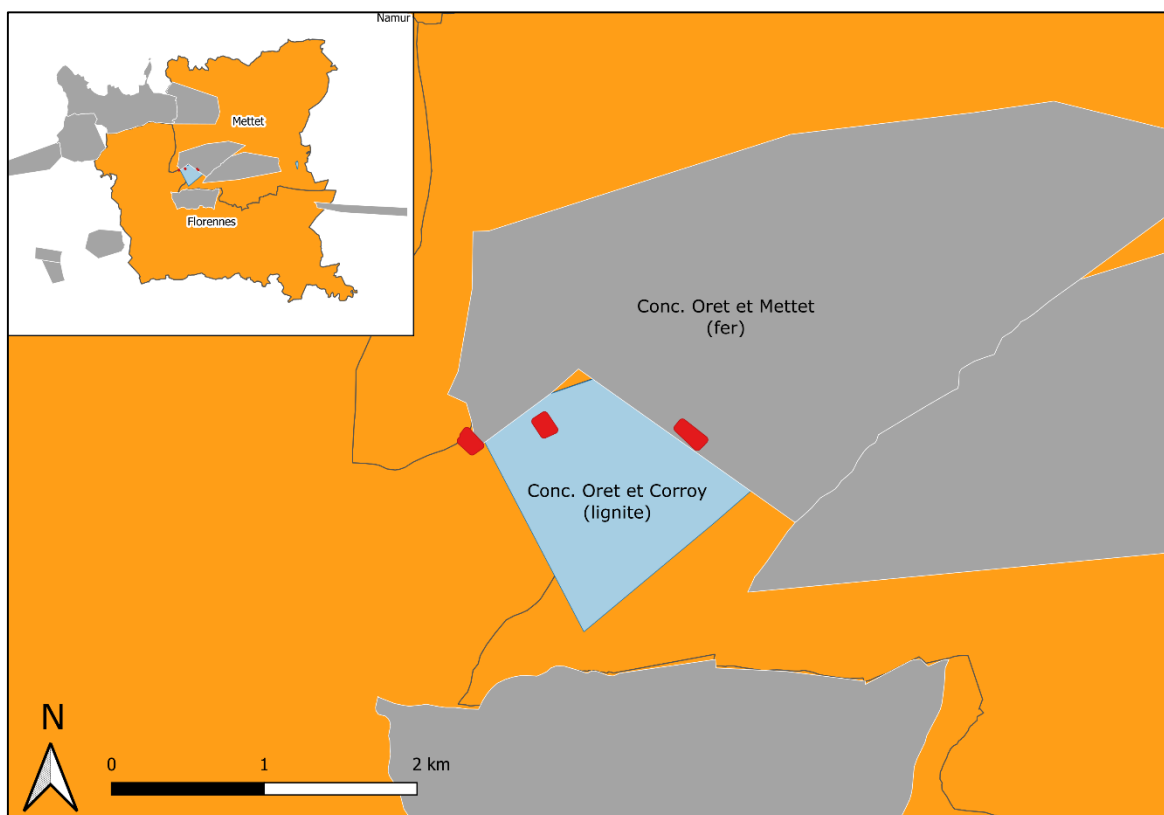 Namur
Mettet
Florennes
Conc. Oret et Mettet
(fer)
Conc. Oret et Corroy
(lignite)
N
0 1 2 km